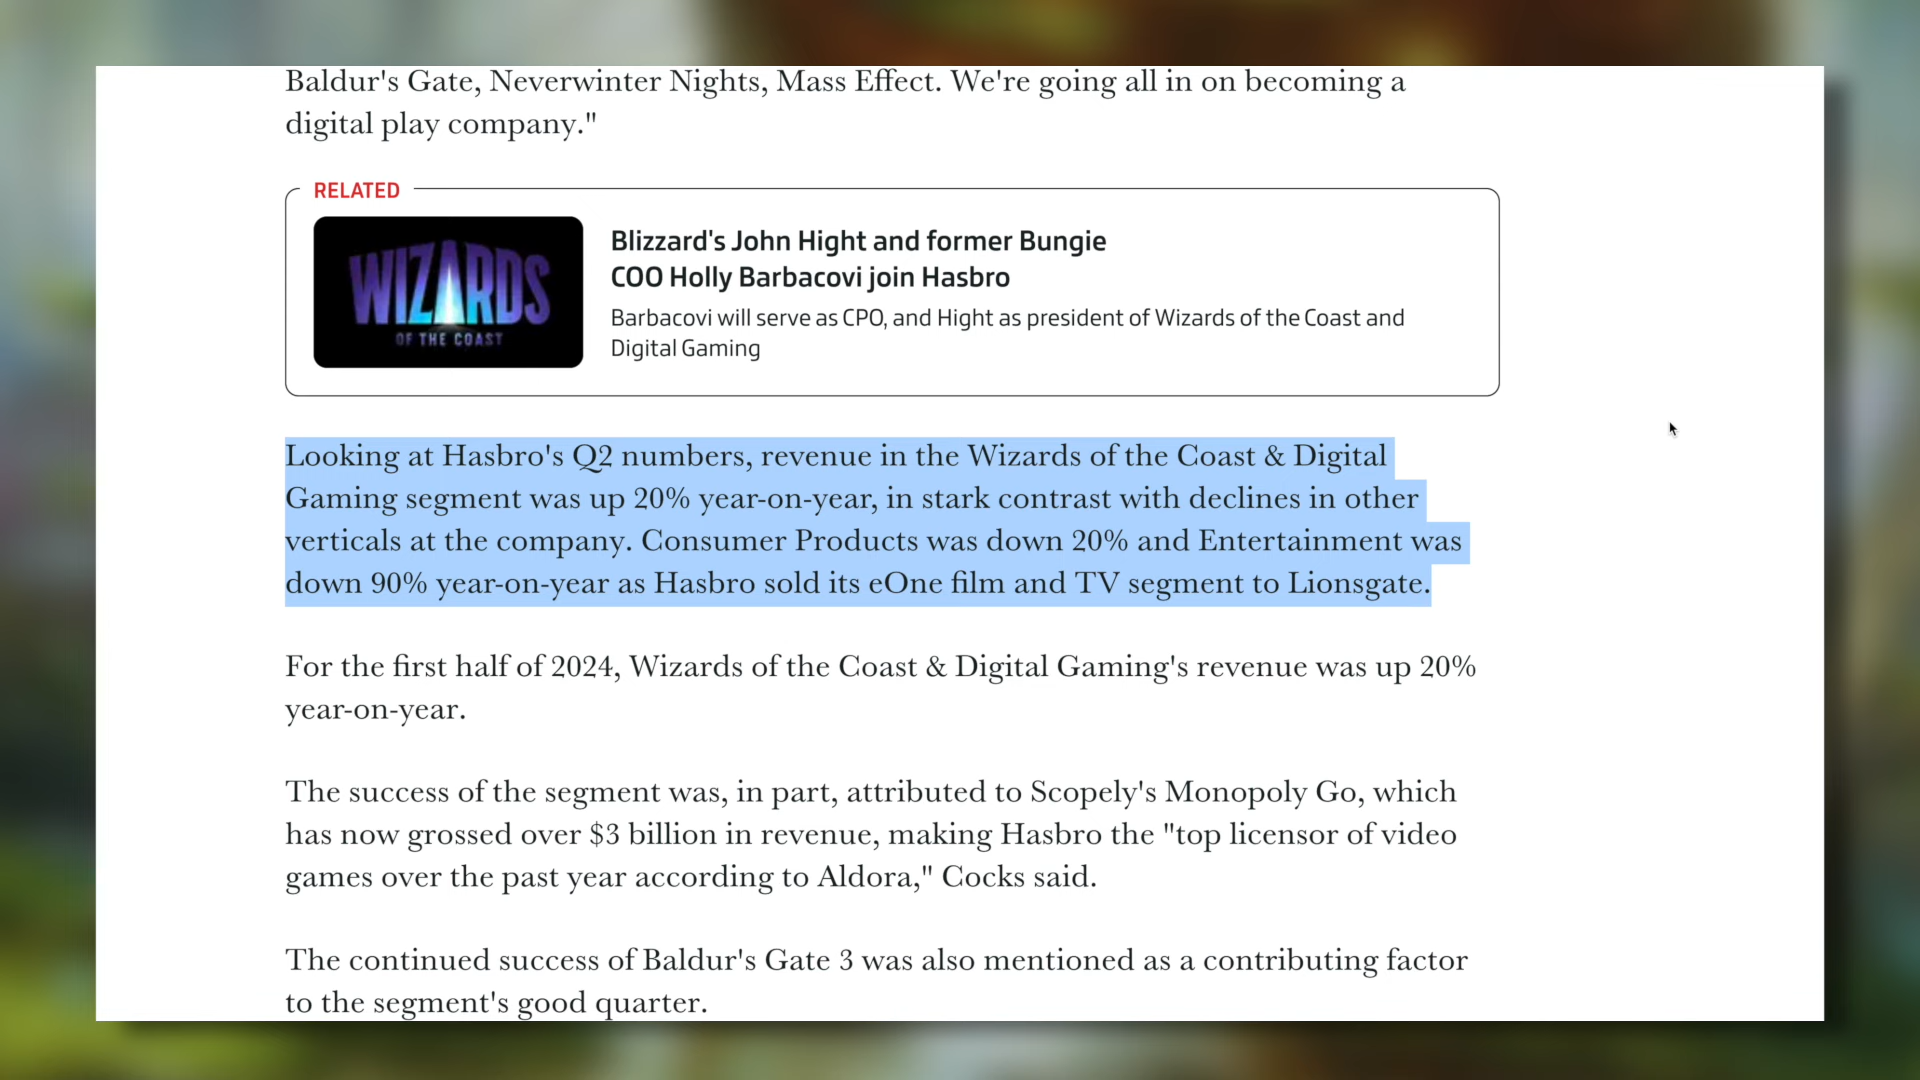 Baldur's Gate, Neverwinter Nights, Mass Effect. We're going all in on becoming a
digital play company."
RELATED
WIZARDS
OF THE COAST
Blizzard's John Hight and former Bungie
COO Holly Barbacovi join Hasbro
Barbacovi will serve as CPO, and Hight as president of Wizards of the Coast and
Digital Gaming
Looking at Hasbro's Q2 numbers, revenue in the Wizards of the Coast & Digital
Gaming segment was up 20% year-on-year, in stark contrast with declines in other
verticals at the company. Consumer Products was down 20% and Entertainment was
down 90% year-on-year as Hasbro sold its eOne film and TV segment to Lionsgate.
For the first half of 2024, Wizards of the Coast & Digital Gaming's revenue was up 20%
year-on-year.
The success of the segment was, in part, attributed to Scopely's Monopoly Go, which
has now grossed over $3 billion in revenue, making Hasbro the "top licensor of video
games over the past year according to Aldora," Cocks said.
The continued success of Baldur's Gate 3 was also mentioned as a contributing factor
to the segment's good quarter.